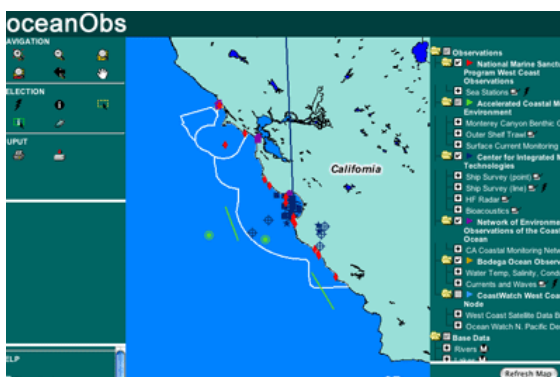 oceanObs
AVIGATION
ELECTION
UPUT
ELP
California
Observations
National Marine Sanch
Program West Coast
Observations
Sea Stations
Accelerated Coastal M
Environment
Monterey Canyon Benthic C
Outer Shelf Trawl
Surface Current Monitoring
Center for Integrated M
Technologies
Ship Survey (point)
Ship Survey (line)
HF Radar
Bioacoustics
Network of Environme
Observations of the Coast
Ocean
CA Coastal Monitoring Netw
Bodega Ocean Observ
Water Temp, Salinity, Cond
Currents and Waves
CoastWatch West Coa
Node
West Coast Satellite Data B
Ocean Watch N. Pacific De
Base Data
Rivers
Lakes
Refresh Map